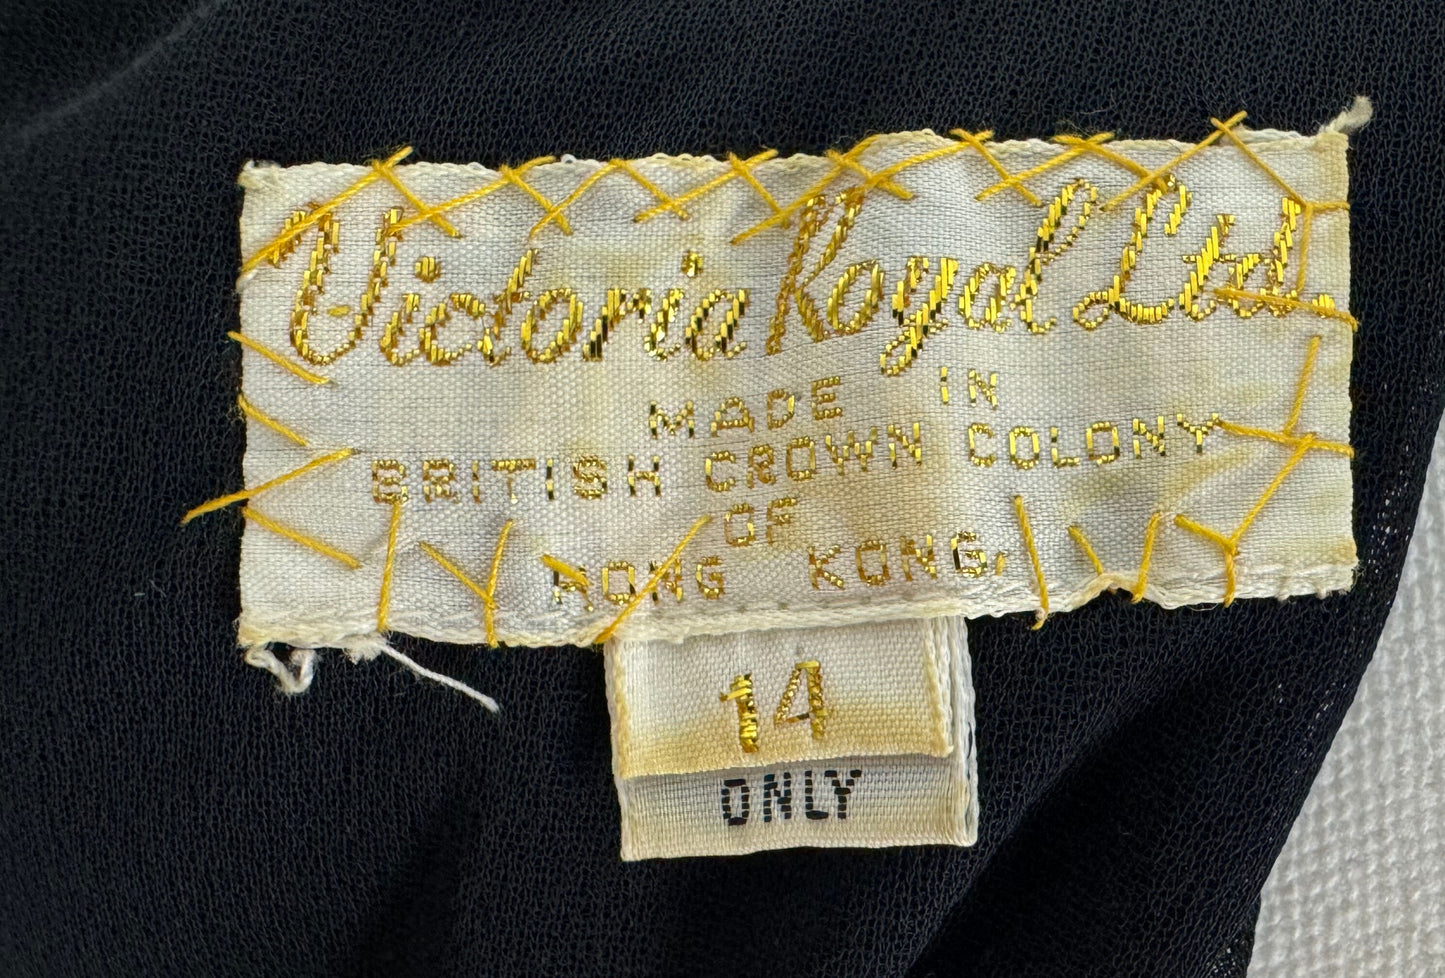 Victoria Royal Ltd.
MADE IN
BRITISH CROWN COLONY
OF
HONG KONG.
14
ONLY